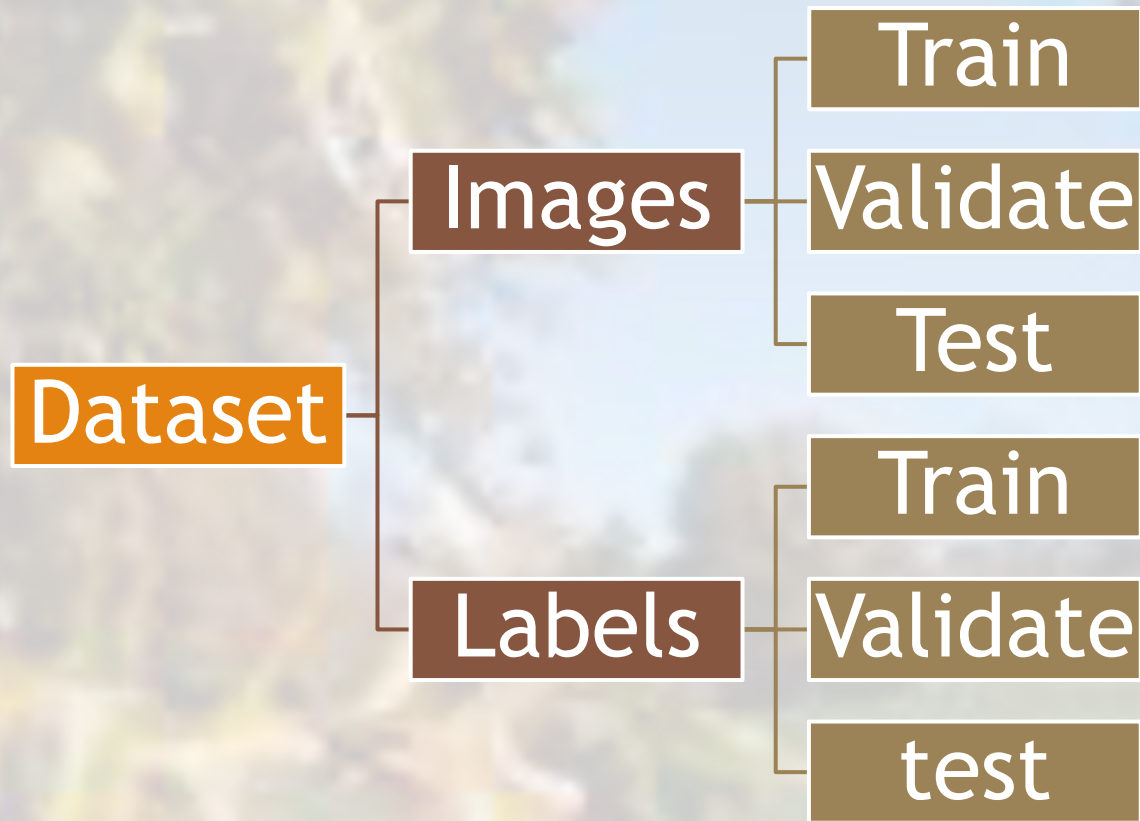 Dataset
Images
Train
Validate
Test
Labels
Train
Validate
test